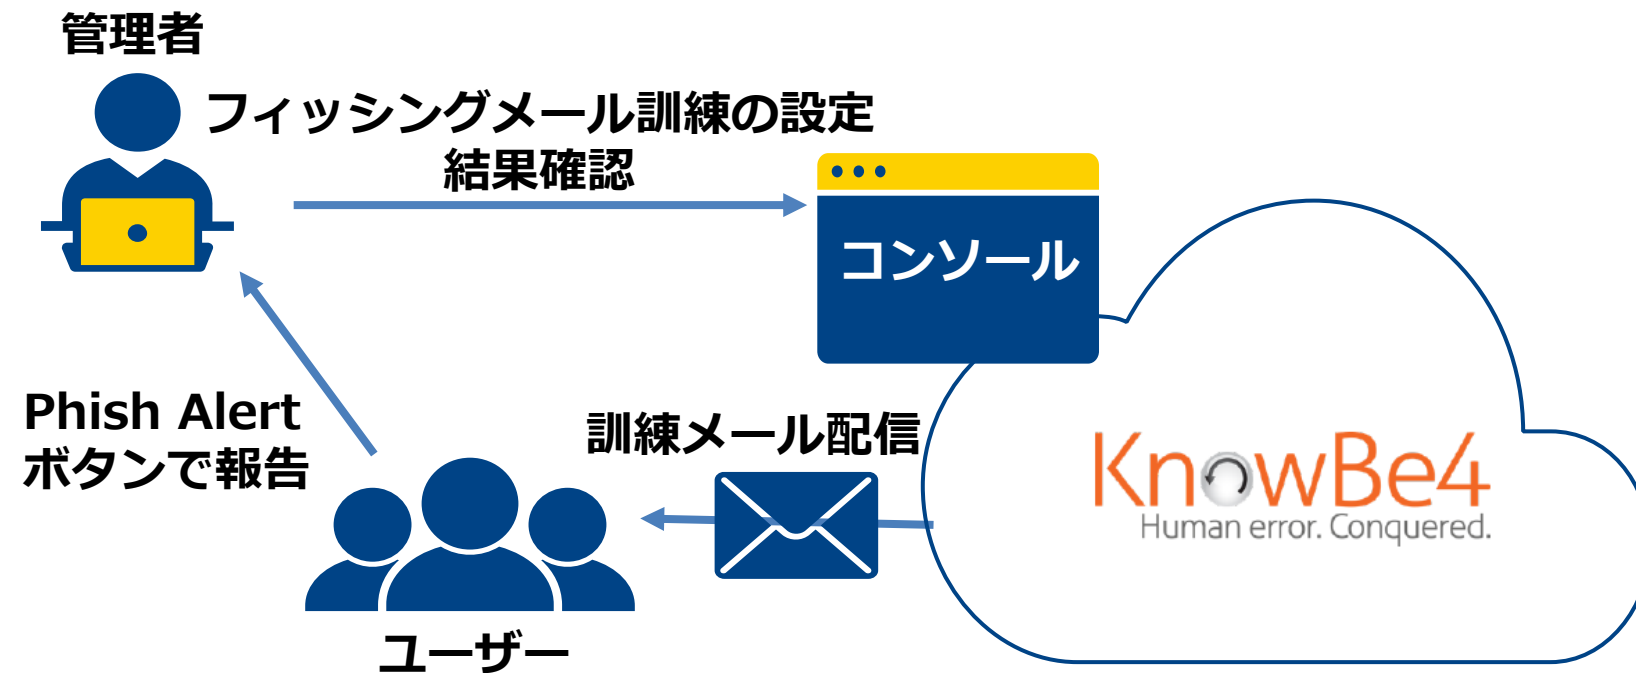 管理者
フィッシングメール訓練の設定
結果確認
コンソール
Phish Alert
ボタンで報告
訓練メール配信
KnowBe4
Human error. Conquered.
ユーザー